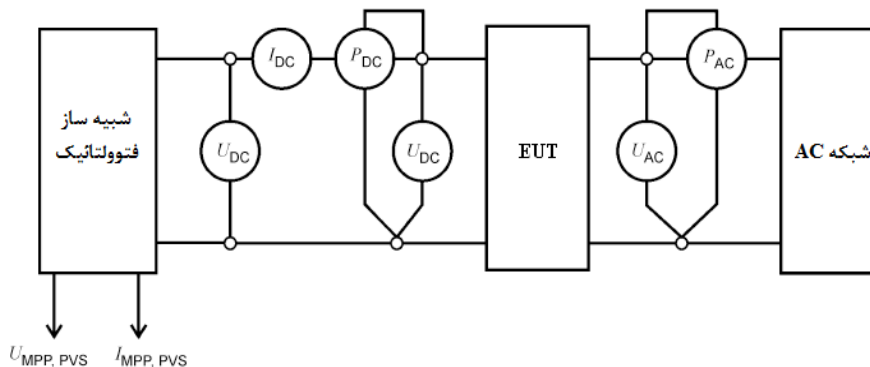 شبیه ساز
فتوولتائیک
U_DC
I_DC
P_DC
U_DC
EUT
U_AC
P_AC
شبکه AC
U_MPP, PVS
I_MPP, PVS